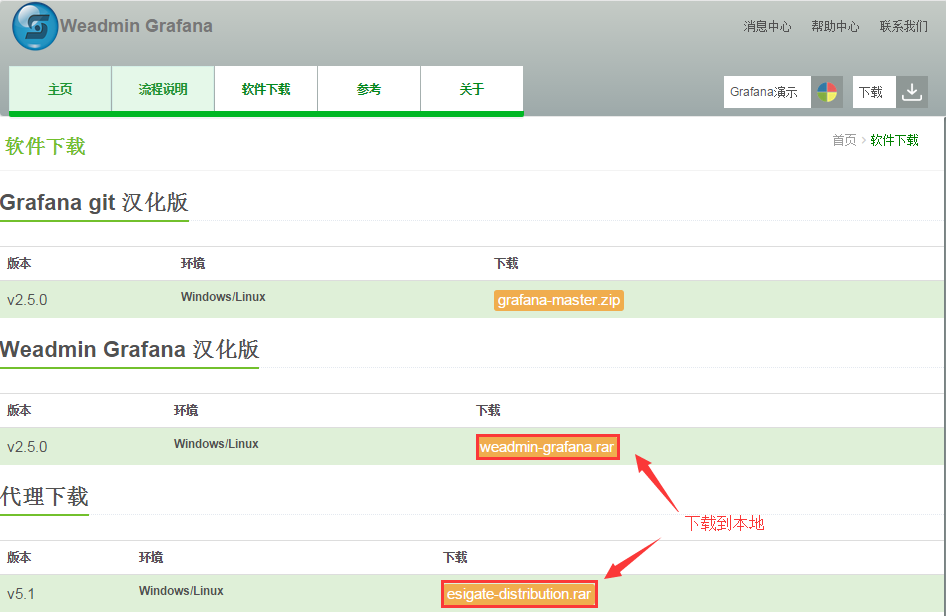 Weadmin Grafana
消息中心 帮助中心 联系我们
主页 流程说明 软件下载 参考 关于
Grafana演示 下载
软件下载
首页 › 软件下载
Grafana git 汉化版
版本 环境 下载
v2.5.0 Windows/Linux grafana-master.zip
Weadmin Grafana 汉化版
版本 环境 下载
v2.5.0 Windows/Linux weadmin-grafana.rar
代理下载
下载到本地
版本 环境 下载
v5.1 Windows/Linux esigate-distribution.rar